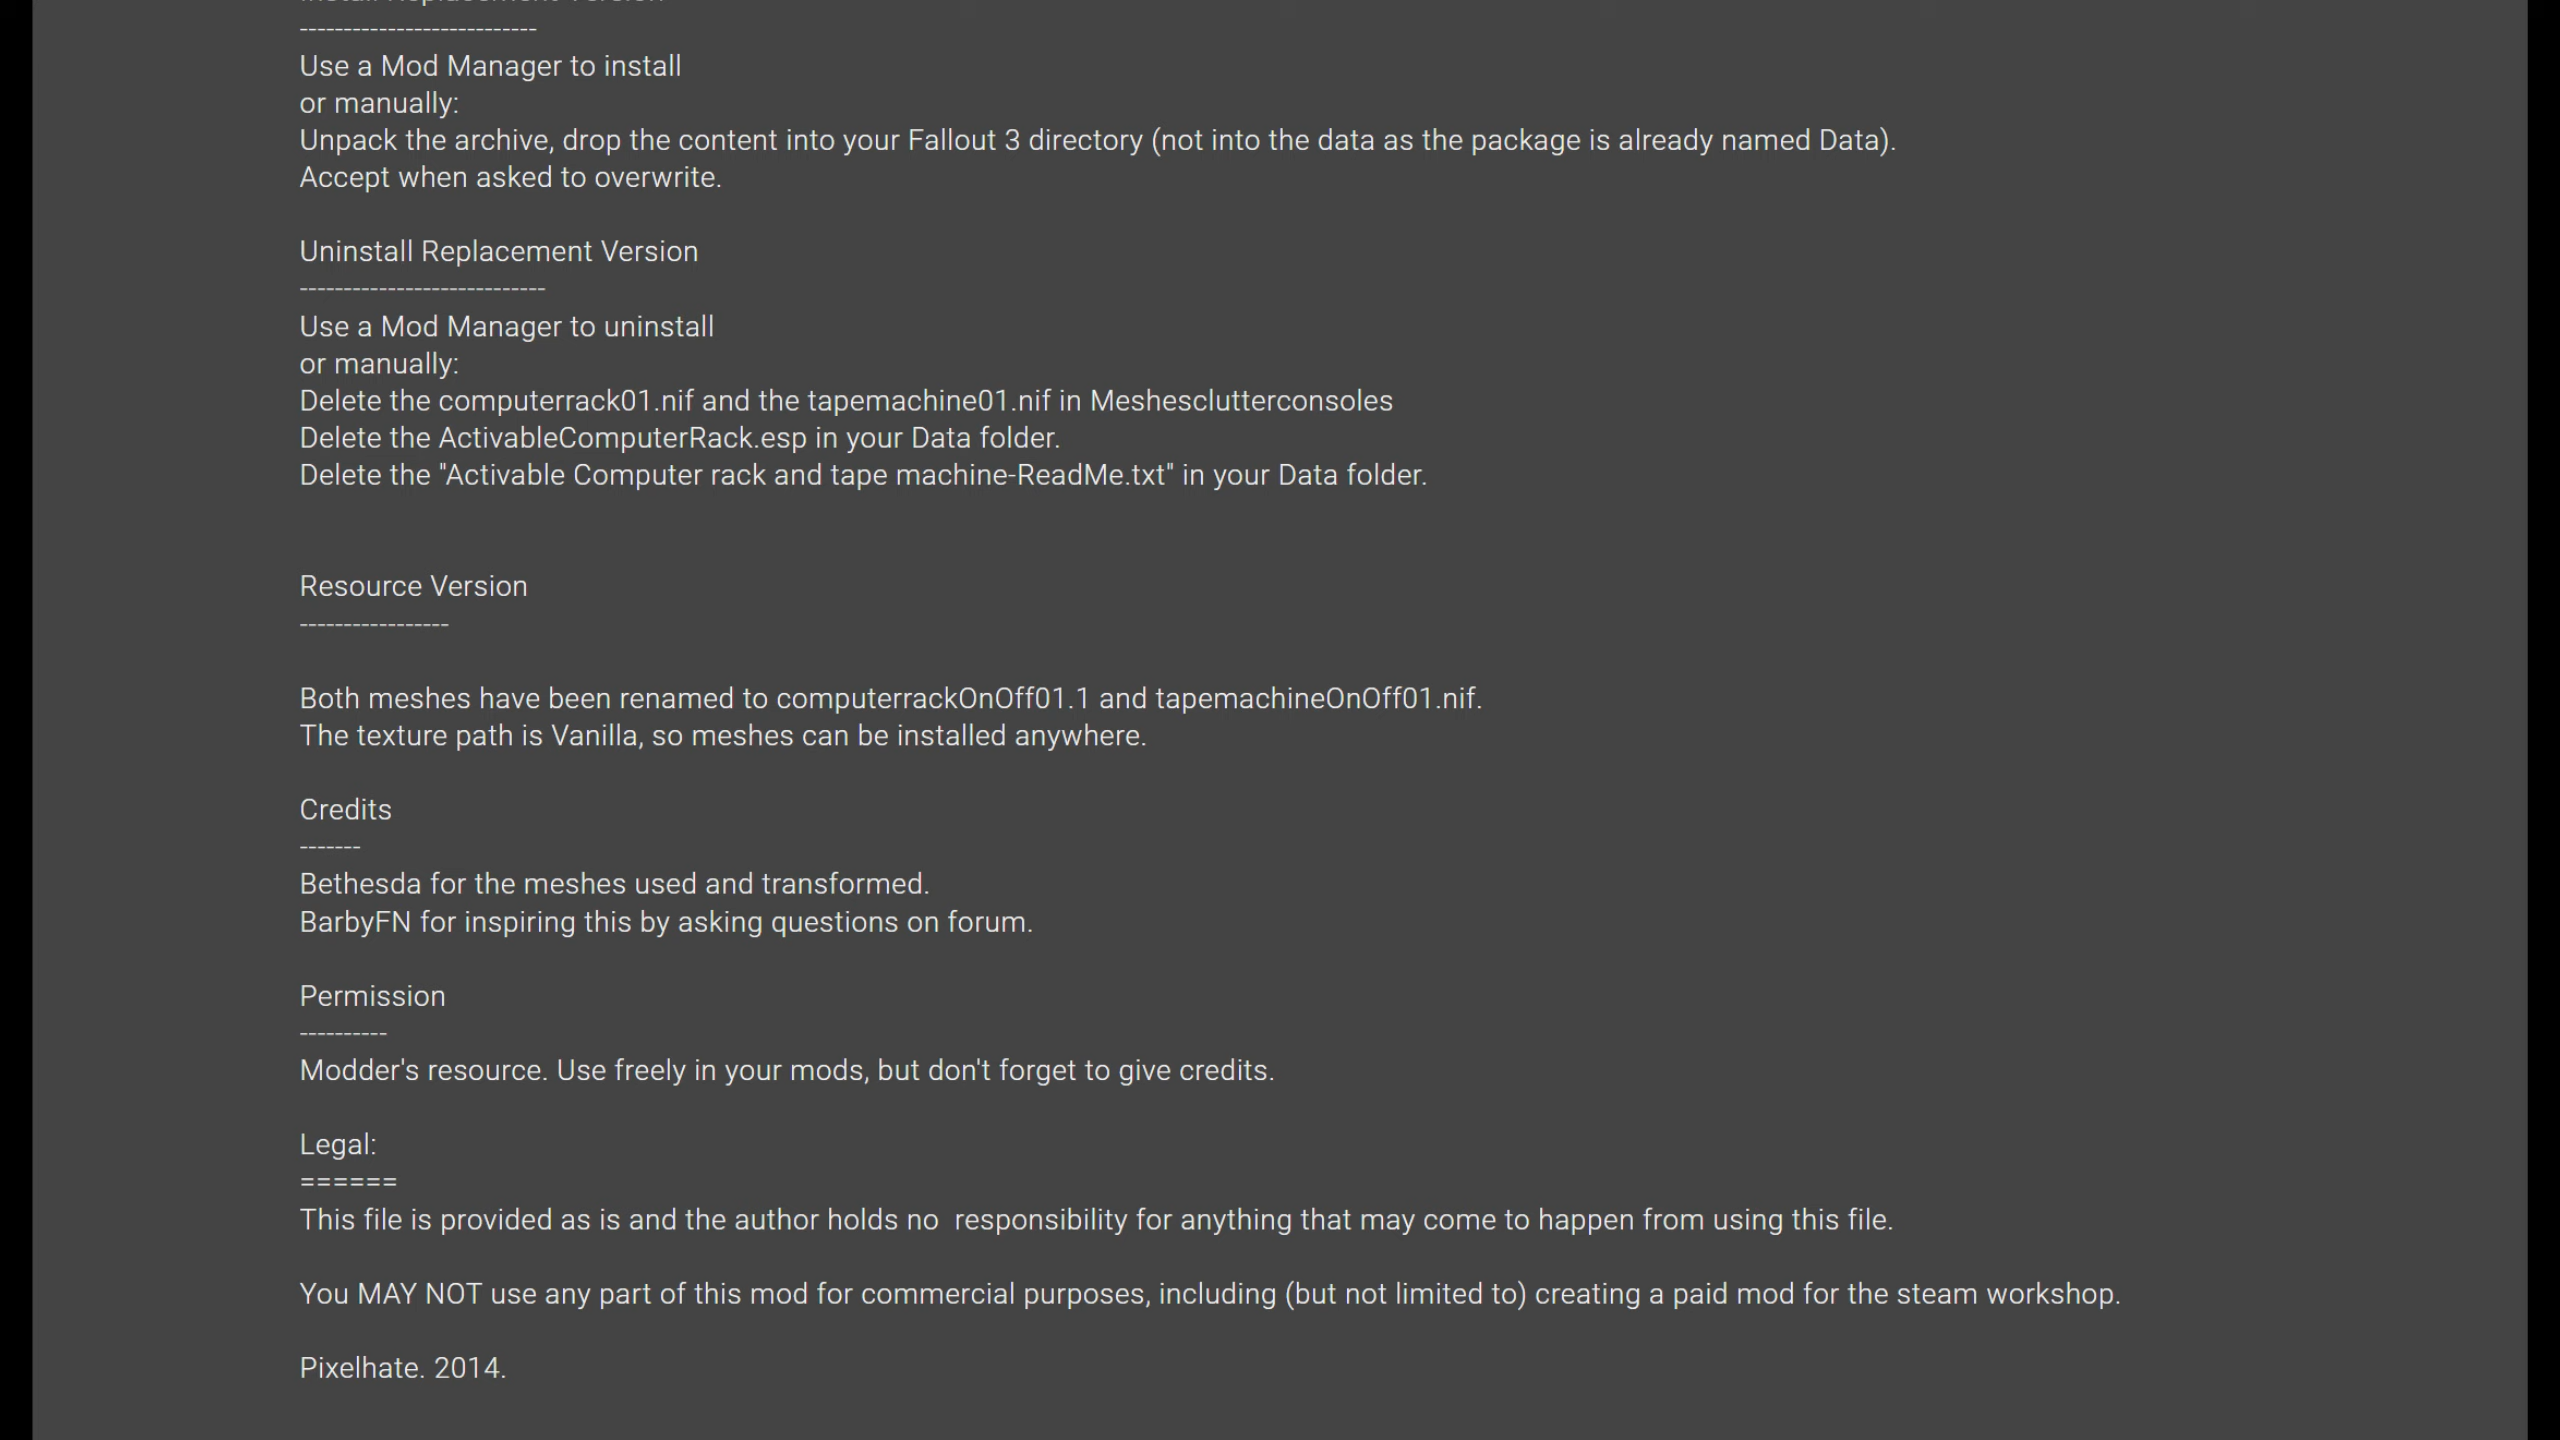 Install Replacement Version
---------------------------
Use a Mod Manager to install
or manually:
Unpack the archive, drop the content into your Fallout 3 directory (not into the data as the package is already named Data).
Accept when asked to overwrite.
Uninstall Replacement Version
----------------------------
Use a Mod Manager to uninstall
or manually:
Delete the computerrack01.nif and the tapemachine01.nif in Meshesclutterconsoles
Delete the ActivableComputerRack.esp in your Data folder.
Delete the "Activable Computer rack and tape machine-ReadMe.txt" in your Data folder.
Resource Version
-----------------
Both meshes have been renamed to computerrackOnOff01.1 and tapemachineOnOff01.nif.
The texture path is Vanilla, so meshes can be installed anywhere.
Credits
-------
Bethesda for the meshes used and transformed.
BarbyFN for inspiring this by asking questions on forum.
Permission
----------
Modder's resource. Use freely in your mods, but don't forget to give credits.
Legal:
======
This file is provided as is and the author holds no  responsibility for anything that may come to happen from using this file.
You MAY NOT use any part of this mod for commercial purposes, including (but not limited to) creating a paid mod for the steam workshop.
Pixelhate. 2014.